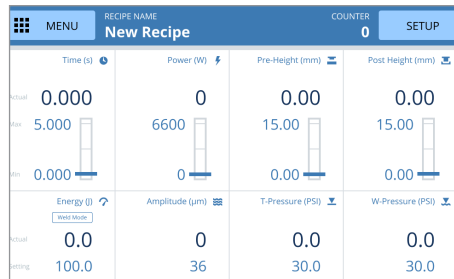 MENU
RECIPE NAME
New Recipe
COUNTER
0
SETUP
Time (s) Power (W) Pre-Height (mm) Post Height (mm)
Actual 0.000 0 0.00 0.00
Max 5.000 6600 15.00 15.00
Min 0.000 0 0.00 0.00
Energy (J) Amplitude (µm) T-Pressure (PSI) W-Pressure (PSI)
Weld Mode
Actual 0.0 0 0.0 0.0
Setting 100.0 36 30.0 30.0